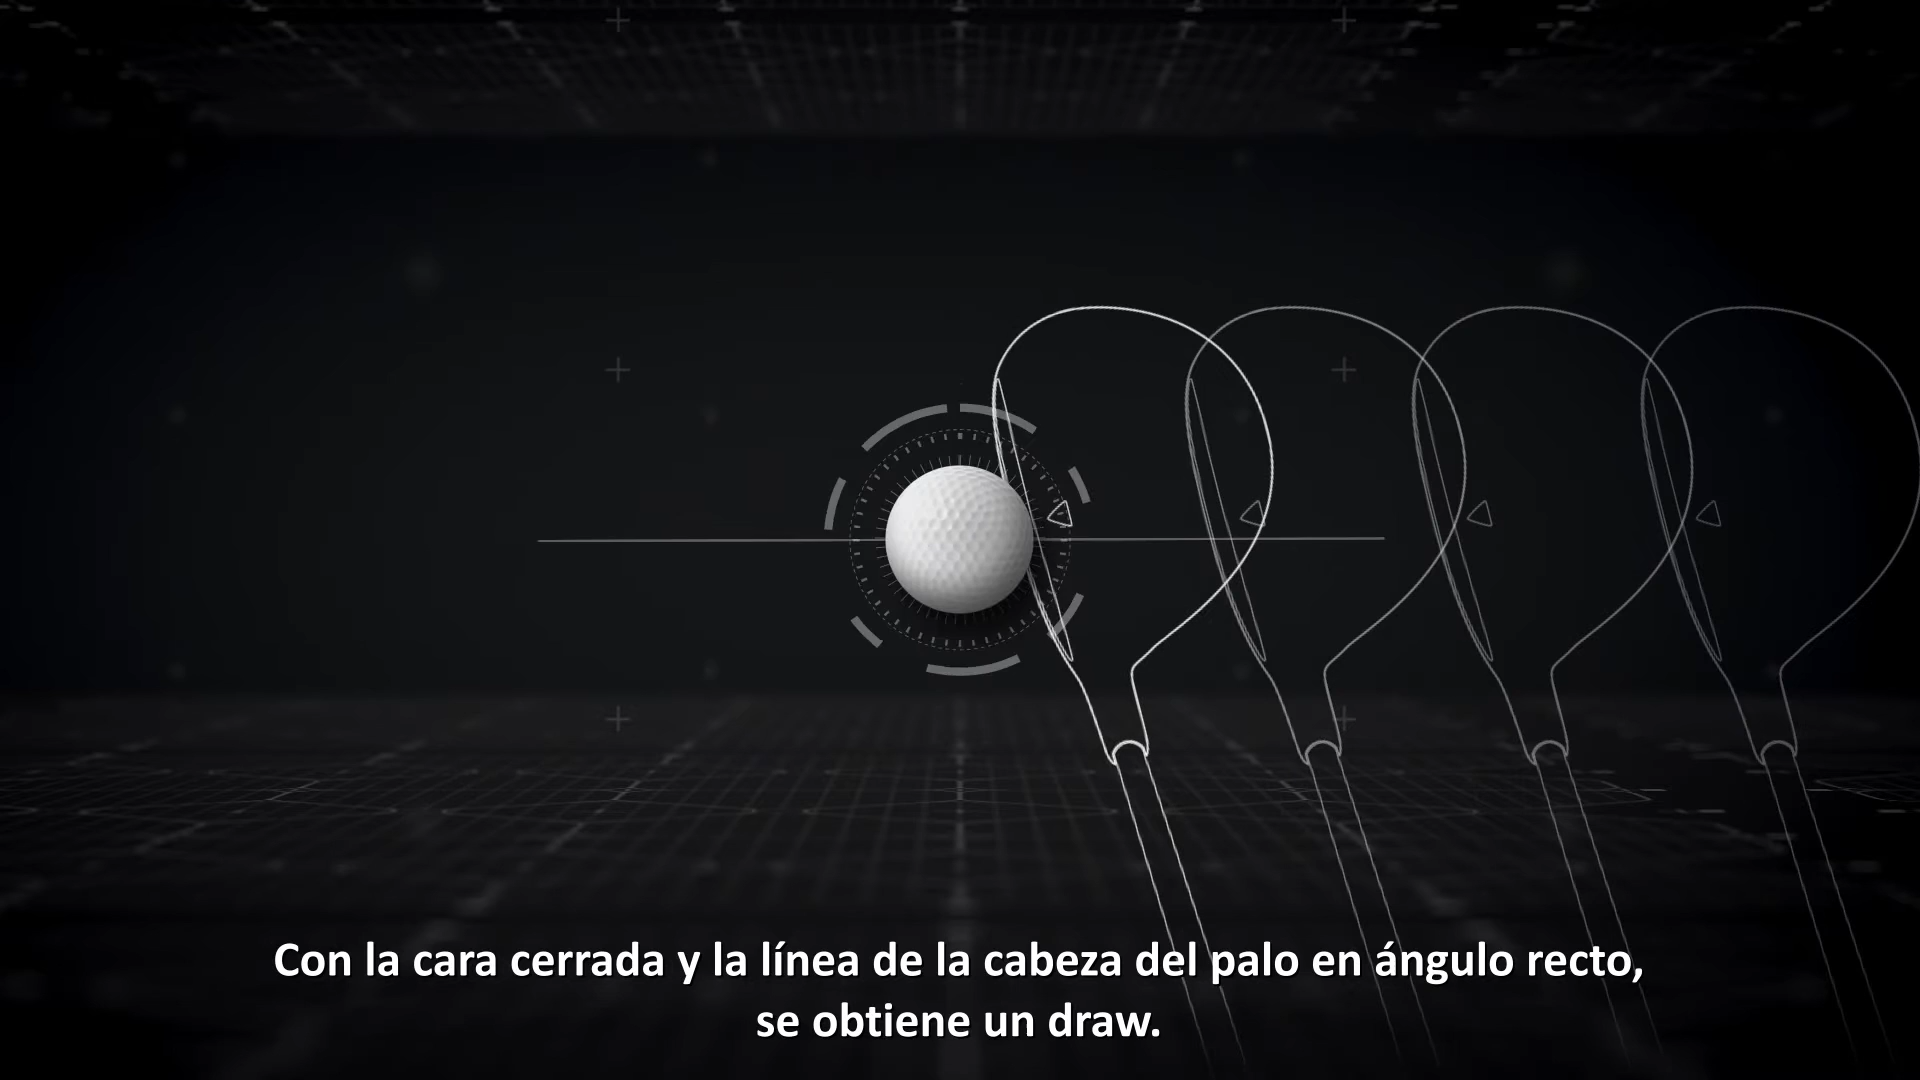 Con la cara cerrada y la línea de la cabeza del palo en ángulo recto,
se obtiene un draw.